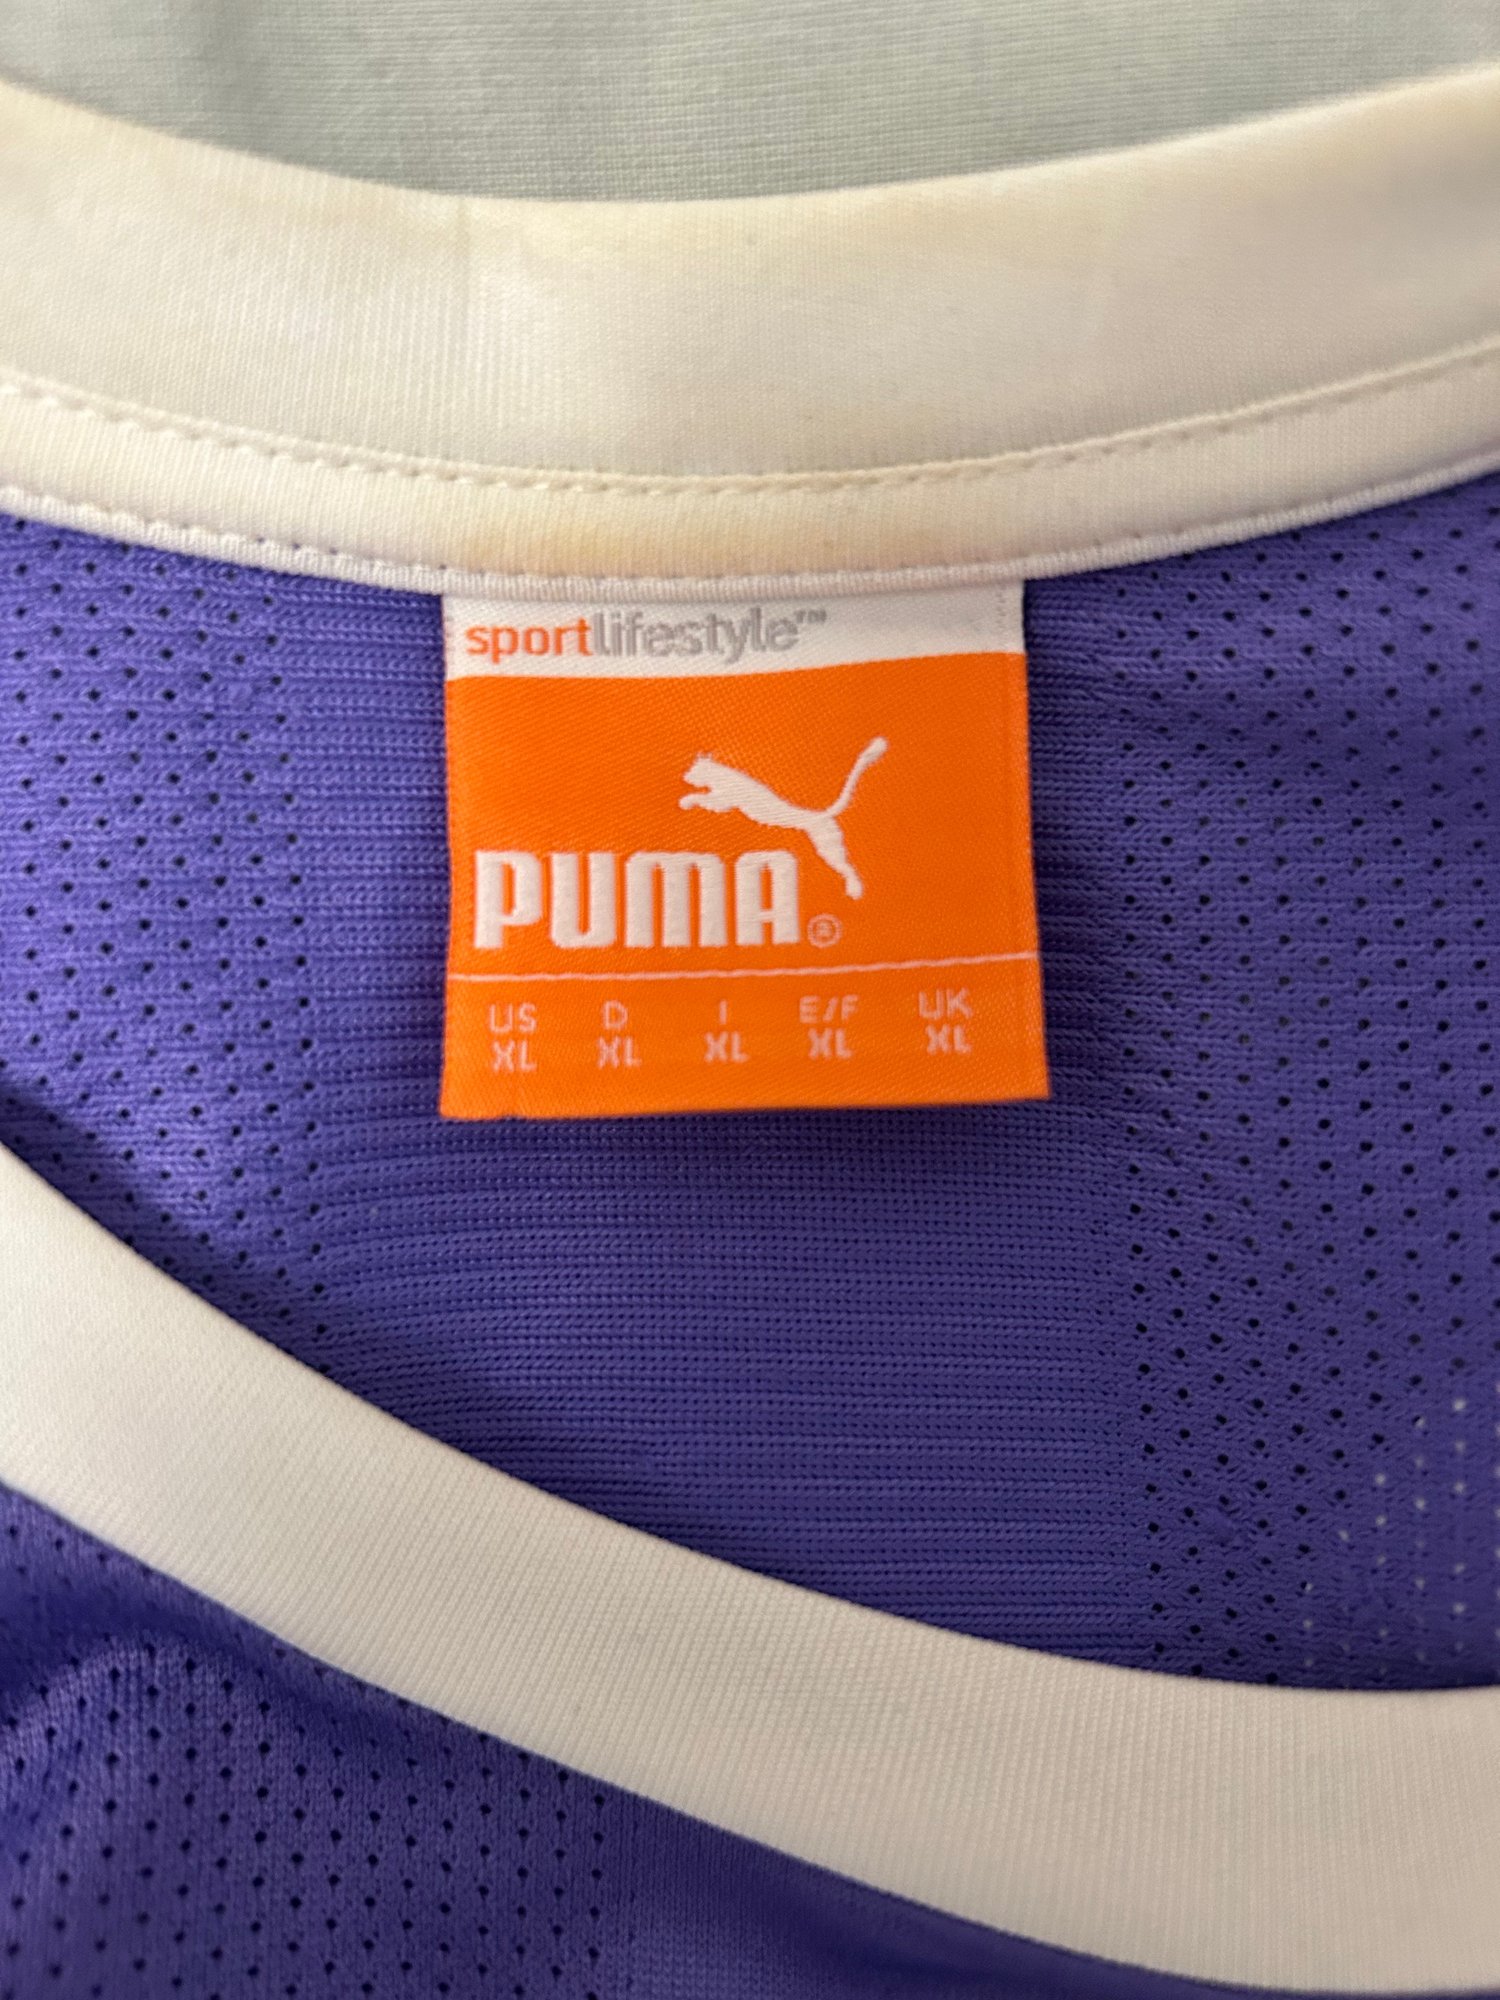 sportlifestyle™
PUMA®
US D I E/F UK
XL XL XL XL XL